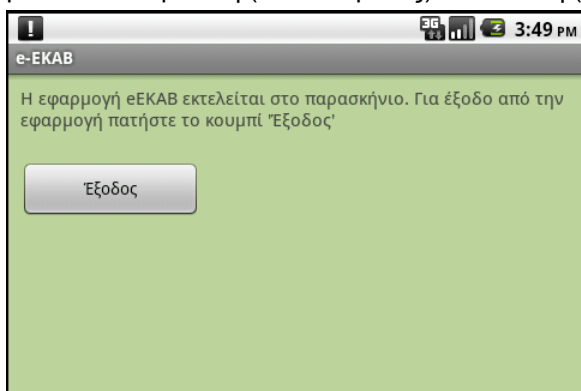 3G 3:49 PM
e-EKAB
Η εφαρμογή eEKAB εκτελείται στο παρασκήνιο. Για έξοδο από την
εφαρμογή πατήστε το κουμπί 'Έξοδος'
Έξοδος